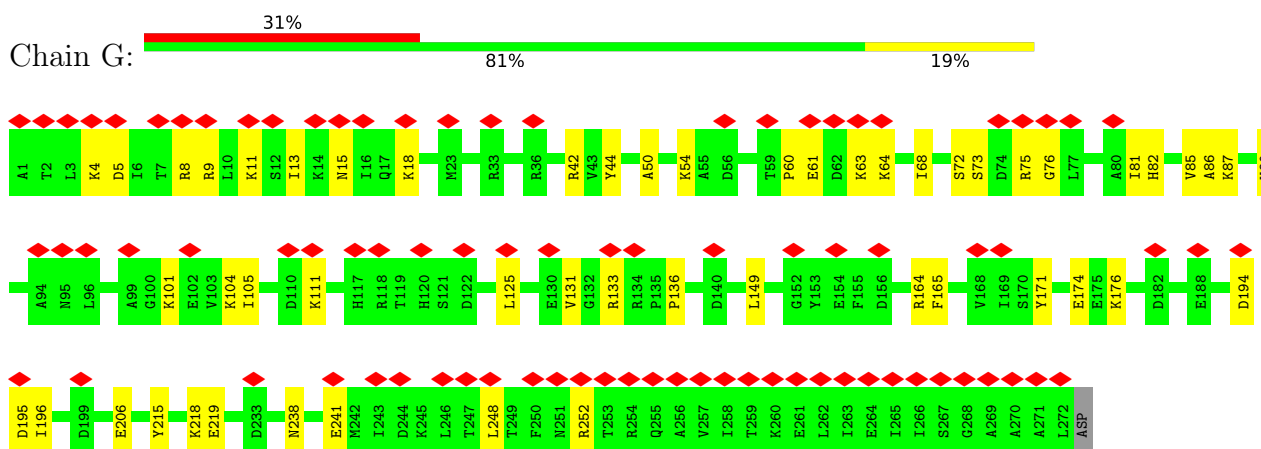 31%
Chain G:
81% 19%
A1 T2 L3 K4 D5 I6 T7 R8 R9 L10 K11 S12 I13 K14 N15 I16 Q17 K18 M23 R33 R36 R42 V43 Y44 A50 K54 A55 D56 T59 P60 E61 D62 K63 K64 I68 S72 S73 D74 R75 G76 L77 A80 I81 H82 V85 A86 K87
A94 N95 L96 A99 G100 K101 E102 V103 K104 I105 D110 K111 H117 R118 T119 H120 S121 D122 L125 E130 V131 G132 R133 R134 P135 P136 D140 L149 G152 Y153 E154 F155 D156 R164 F165 V168 I169 S170 Y171 E174 E175 K176 D182 E188 D194
D195 I196 D199 E206 Y215 K218 E219 D233 N238 E241 M242 I243 D244 K245 L246 T247 L248 T249 F250 N251 R252 T253 R254 Q255 A256 V257 I258 T259 K260 E261 L262 I263 E264 I265 I266 S267 G268 A269 A270 A271 L272 ASP